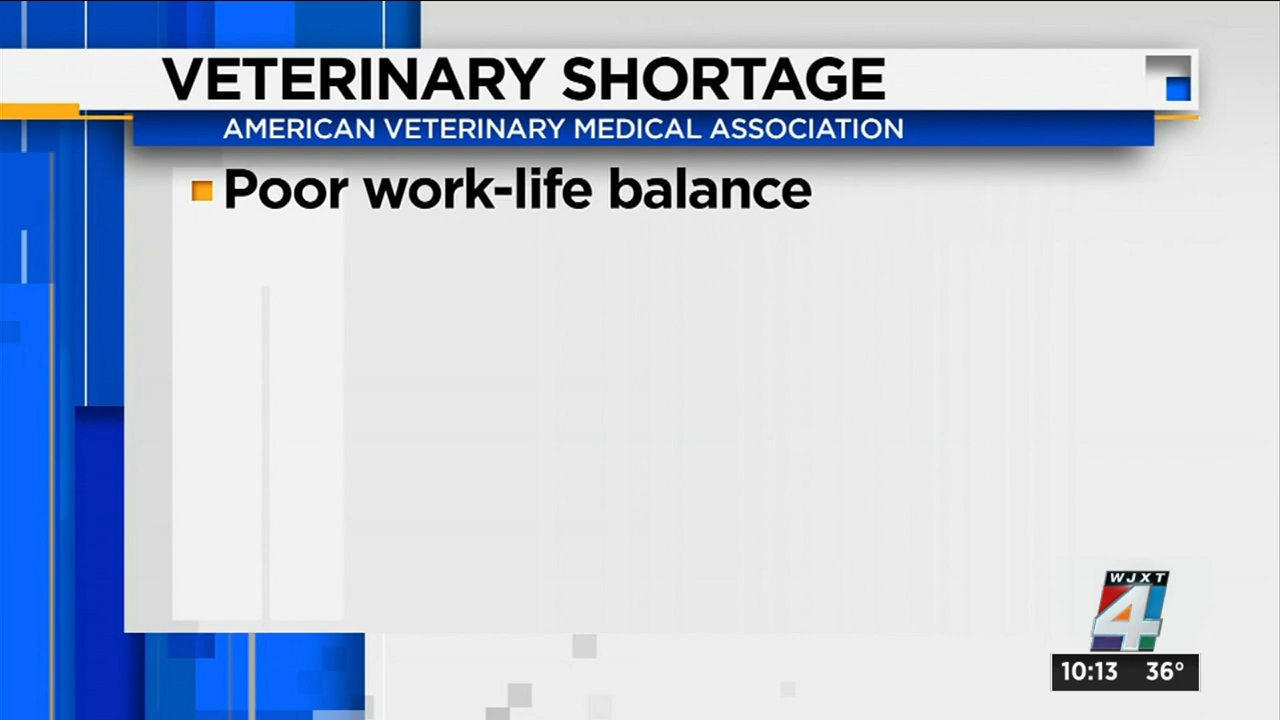 VETERINARY SHORTAGE
AMERICAN VETERINARY MEDICAL ASSOCIATION
Poor work-life balance
WJXT
4
10:13 36°